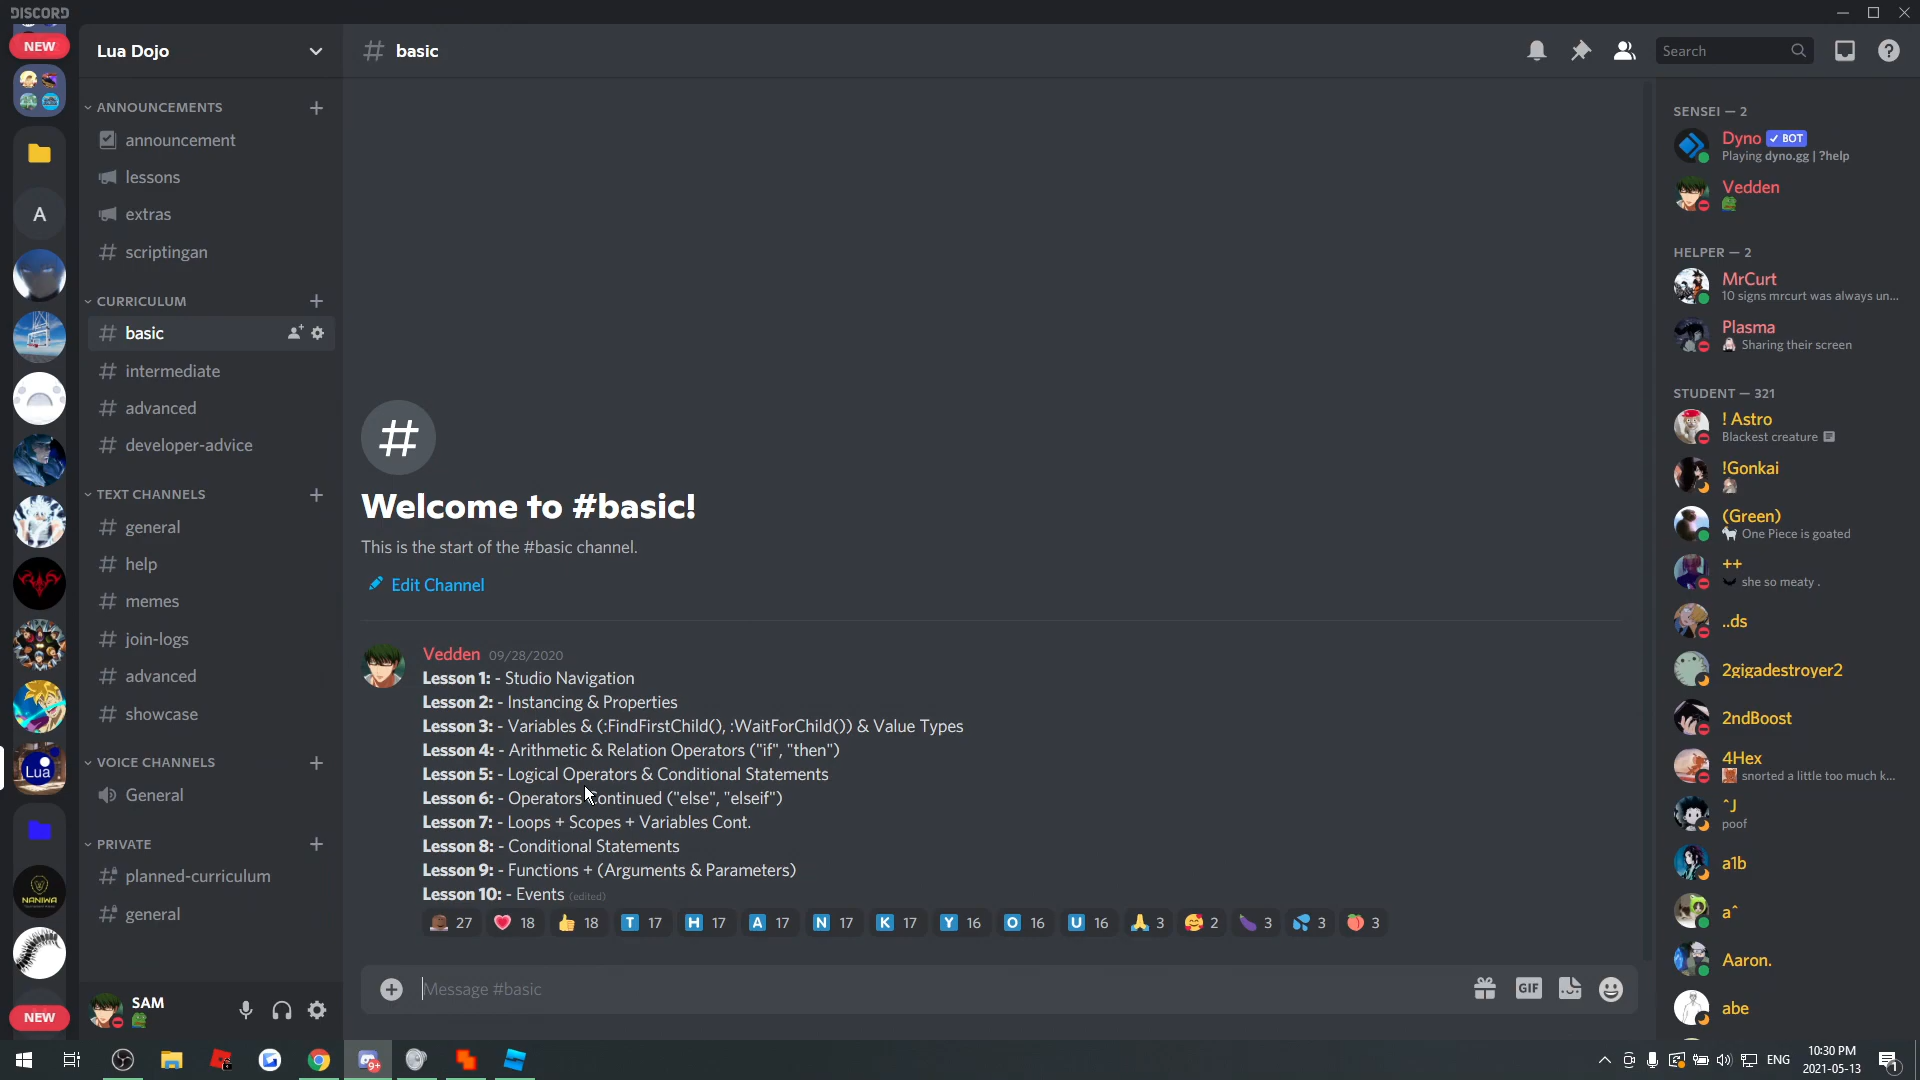 DISCORD
NEW
A
Lua
NANIWA
NEW
Lua Dojo
ANNOUNCEMENTS
announcement
lessons
extras
scriptingan
CURRICULUM
basic
intermediate
advanced
developer-advice
TEXT CHANNELS
general
help
memes
join-logs
advanced
showcase
VOICE CHANNELS
General
PRIVATE
planned-curriculum
general
SAM
# basic
Search
Welcome to #basic!
This is the start of the #basic channel.
Edit Channel
Vedden 09/28/2020
Lesson 1: - Studio Navigation
Lesson 2: - Instancing & Properties
Lesson 3: - Variables & (:FindFirstChild(), :WaitForChild()) & Value Types
Lesson 4: - Arithmetic & Relation Operators ("if", "then")
Lesson 5: - Logical Operators & Conditional Statements
Lesson 6: - Operators Continued ("else", "elseif")
Lesson 7: - Loops + Scopes + Variables Cont.
Lesson 8: - Conditional Statements
Lesson 9: - Functions + (Arguments & Parameters)
Lesson 10: - Events (edited)
27 18 18 T 17 H 17 A 17 N 17 K 17 Y 16 O 16 U 16 3 2 3 3 3
Message #basic
GIF
SENSEI — 2
Dyno ✓ BOT
Playing dyno.gg | ?help
Vedden
HELPER — 2
MrCurt
10 signs mrcurt was always un...
Plasma
Sharing their screen
STUDENT — 321
! Astro
Blackest creature
!Gonkai
(Green)
One Piece is goated
++
she so meaty .
..ds
2gigadestroyer2
2ndBoost
4Hex
snorted a little too much k...
^J
poof
a1b
a^
Aaron.
abe
9+
ENG
10:30 PM
2021-05-13
1